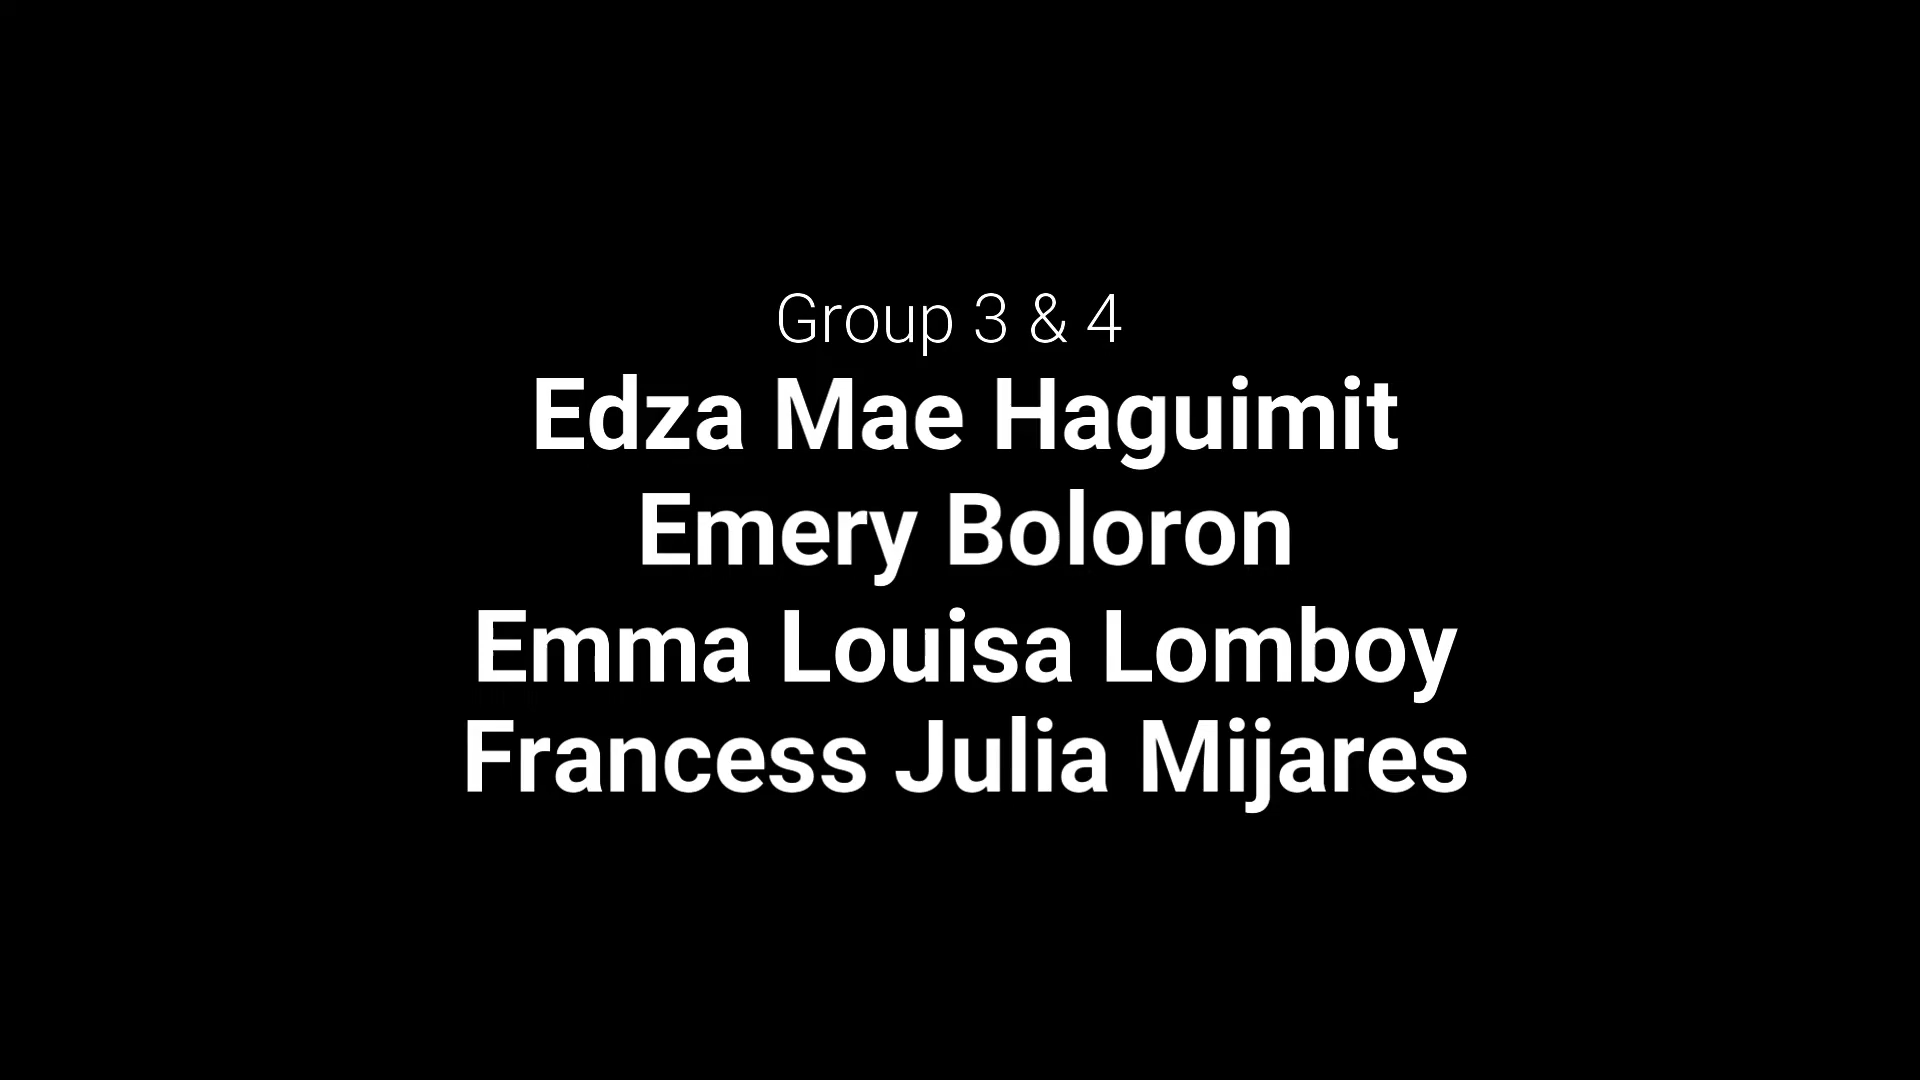 Group 3 & 4
Edza Mae Haguimit
Emery Boloron
Emma Louisa Lomboy
Francess Julia Mijares